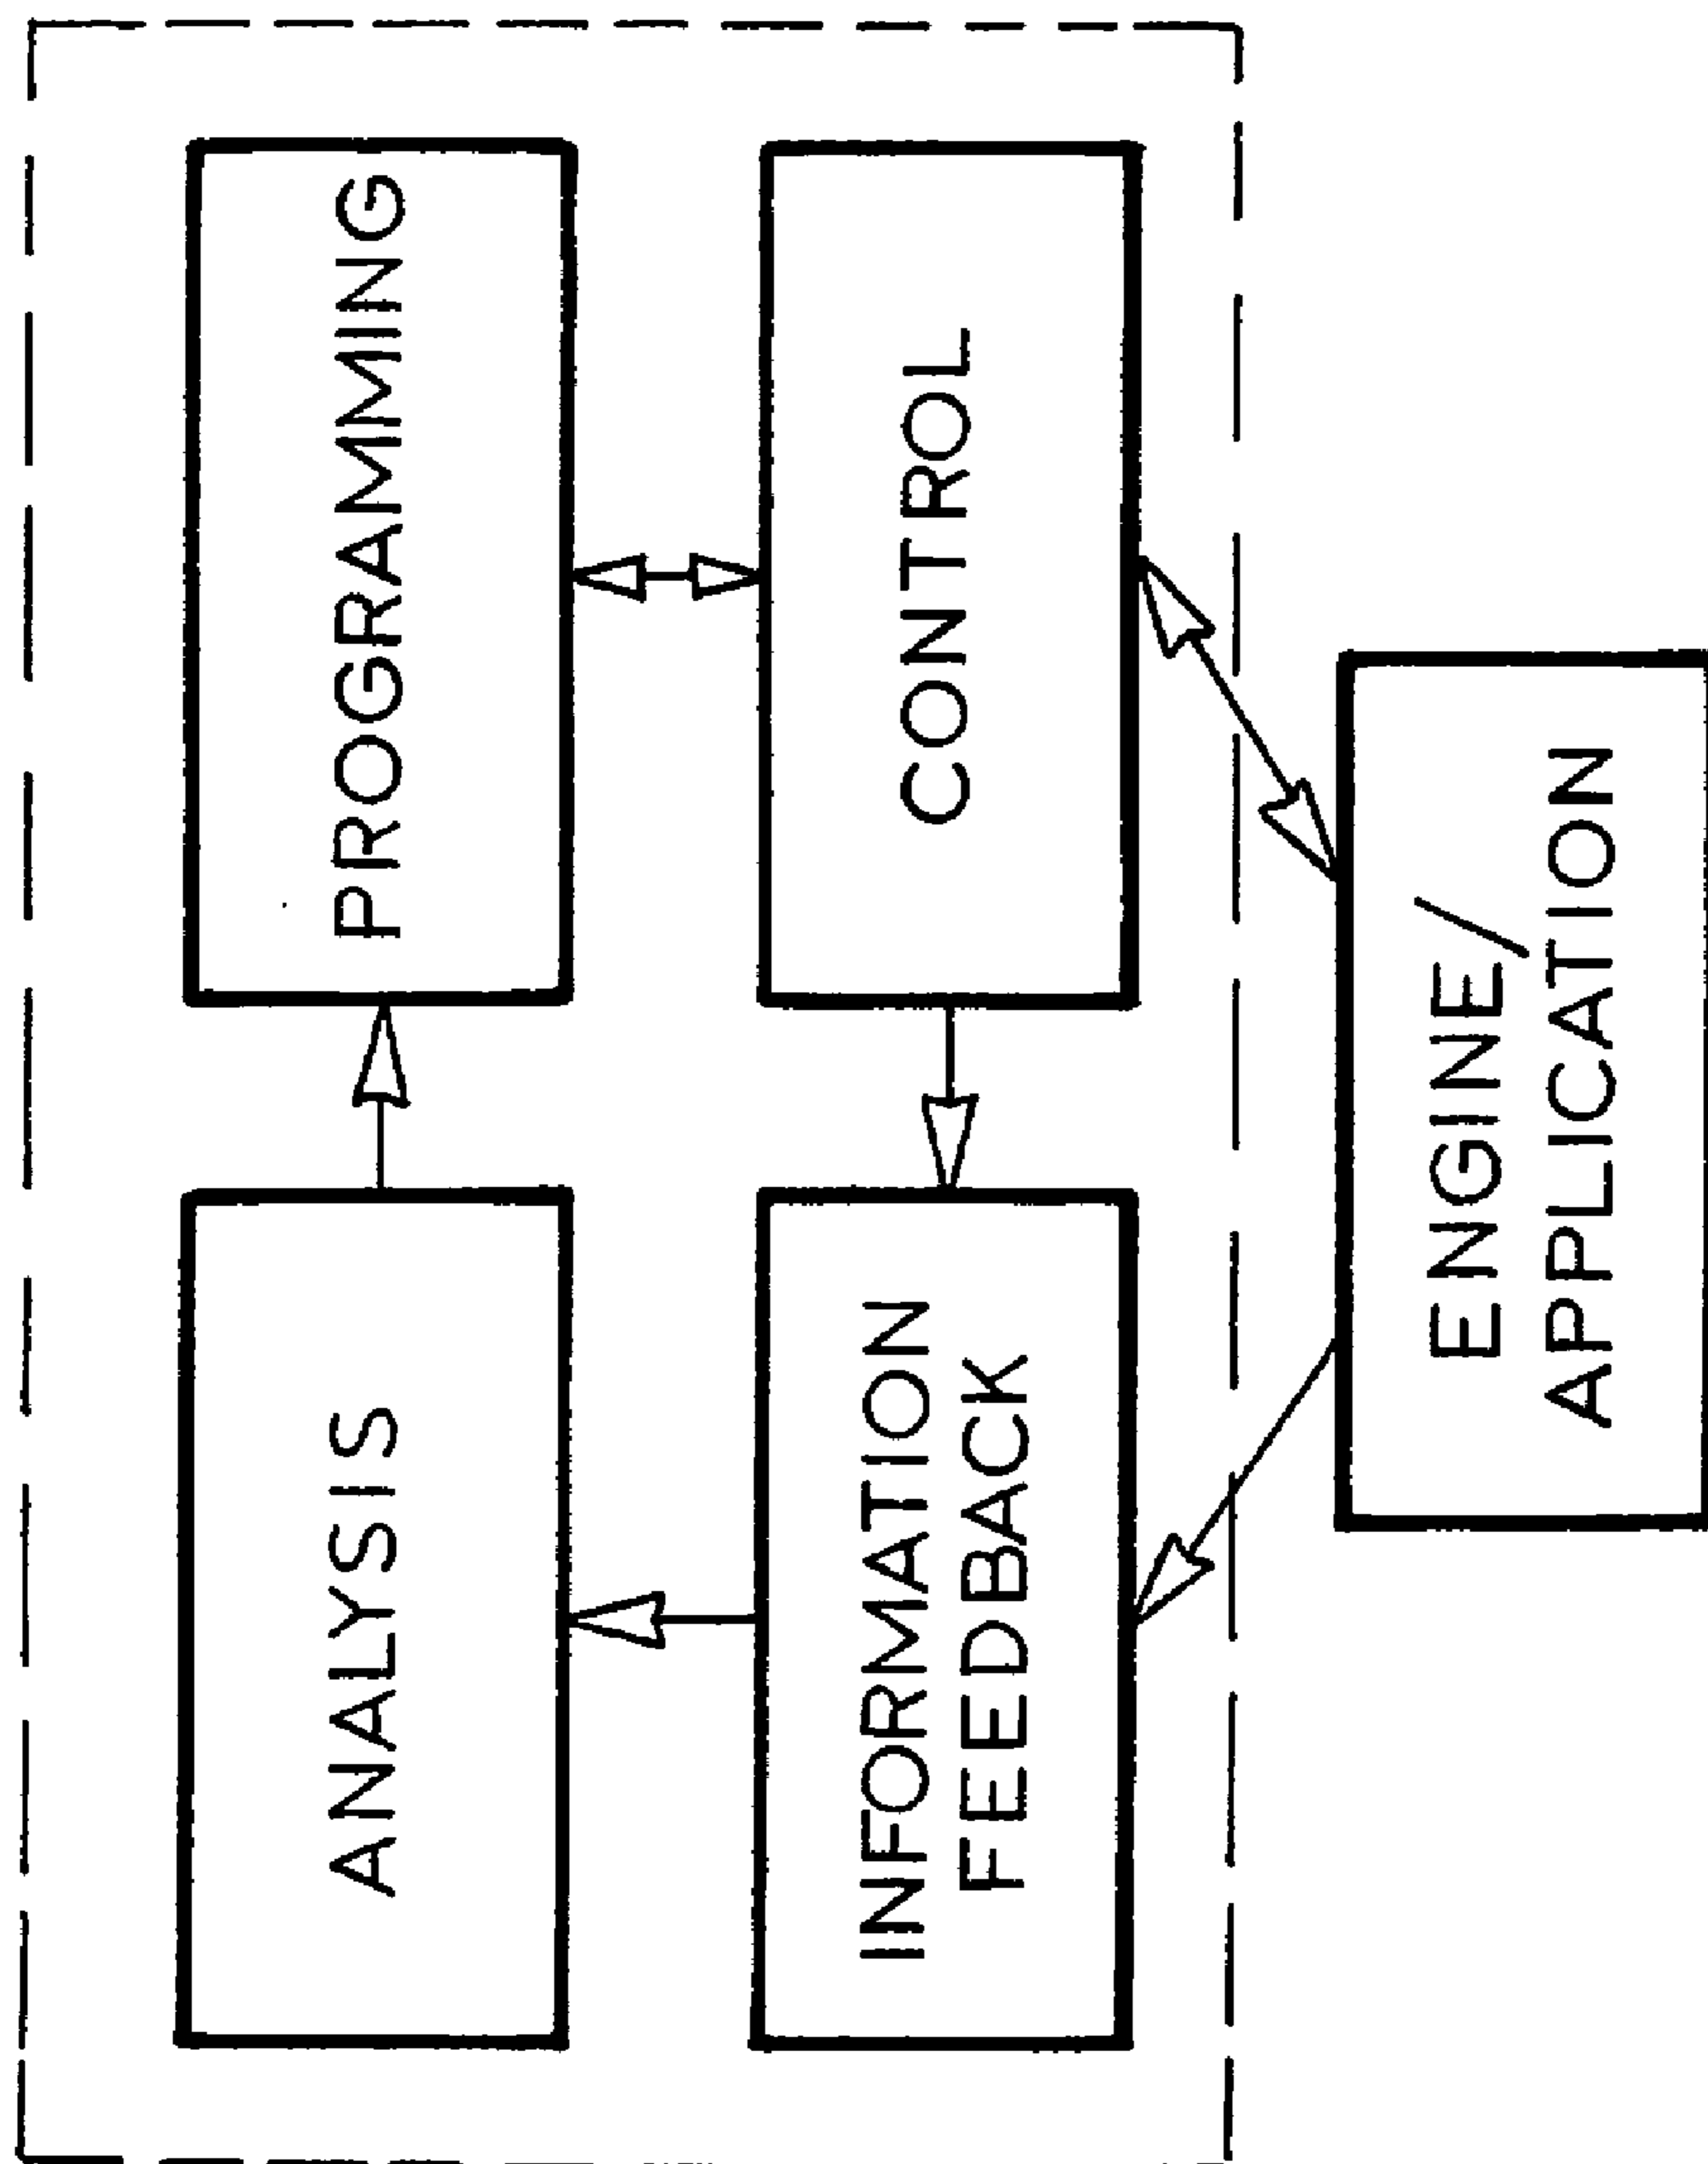 ANALYSIS
PROGRAMMING
INFORMATION
FEEDBACK
CONTROL
ENGINE/
APPLICATION